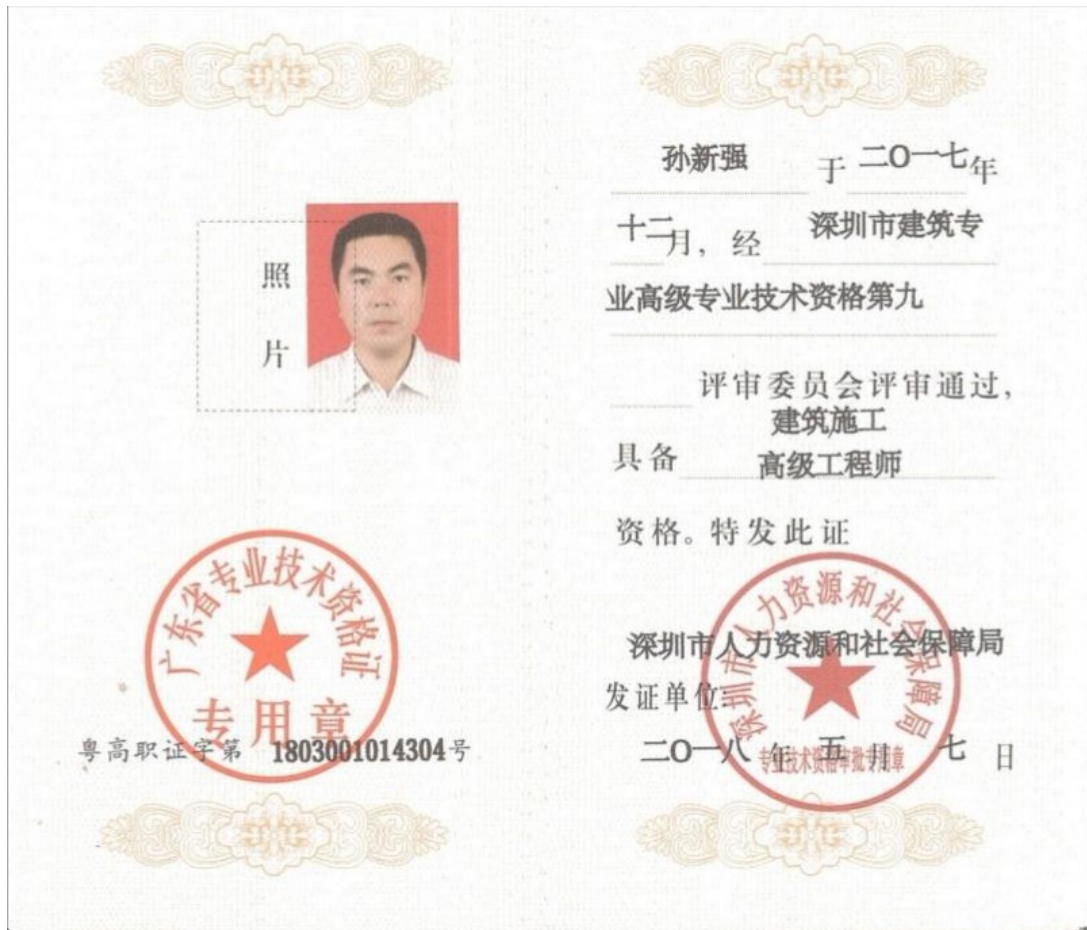 照
片
广东省专业技术资格证
专用章
粤高职证字第 1803001014304号
孙新强 于 二O一七年
十二月，经 深圳市建筑专
业高级专业技术资格第九
评审委员会评审通过，
建筑施工
具备 高级工程师
资格。特发此证
深圳市人力资源和社会保障局
深圳市人力资源和社会保障局
发证单位：
二O一八年五月七日
专业技术资格审批专用章